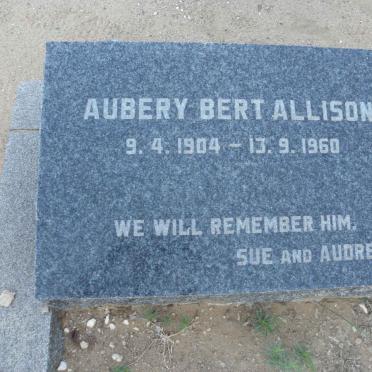 AUBERY BERT ALLISON
9. 4. 1904 – 13. 9. 1960
WE WILL REMEMBER HIM.
SUE AND AUDRE